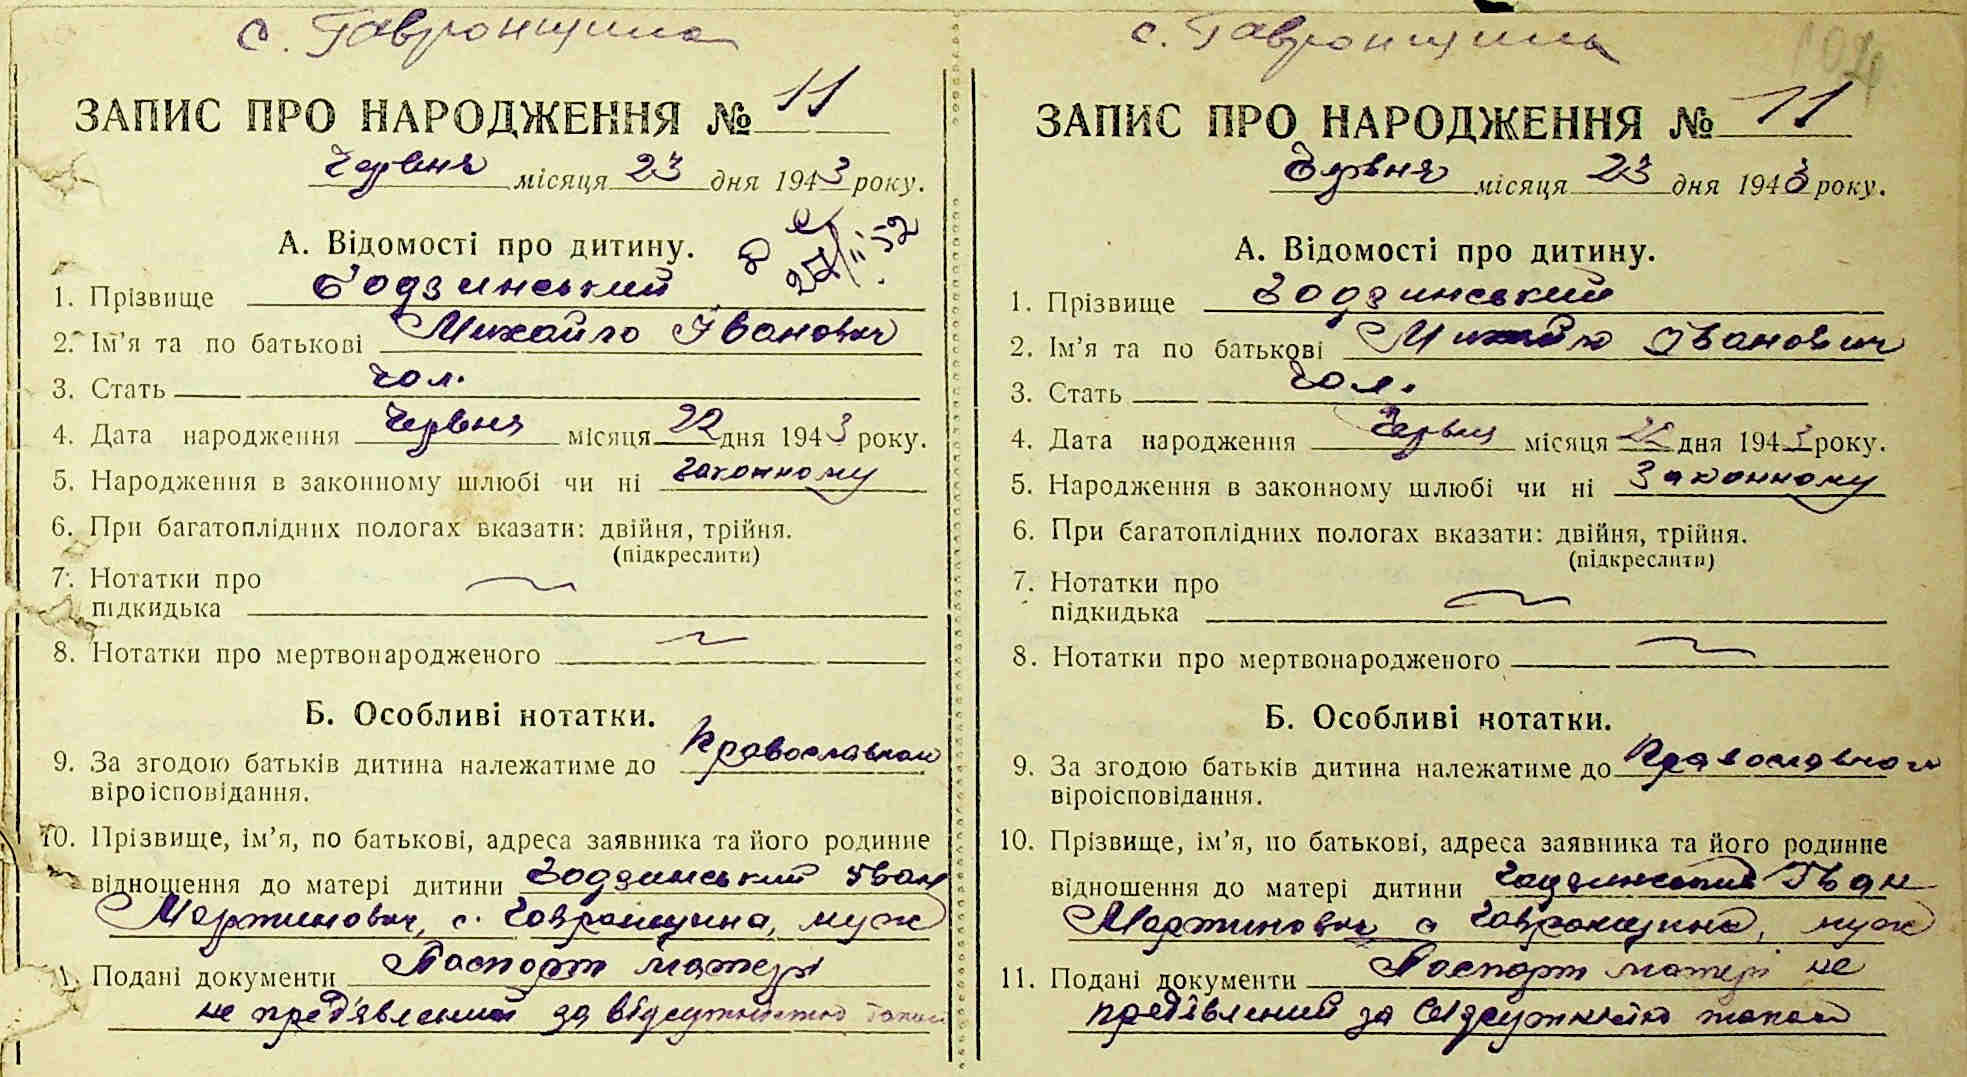 с. Гавронщина
ЗАПИС ПРО НАРОДЖЕННЯ № 11
Червня місяця 23 дня 1943 року.
А. Відомості про дитину.
1. Прізвище Годзинський
2. Ім’я та по батькові Михайло Іванович
3. Стать чол.
4. Дата народження Червня місяця 22 дня 1943 року.
5. Народження в законному шлюбі чи ні Законному
6. При багатоплідних пологах вказати: двійня, трійня.
(підкреслити)
7. Нотатки про
підкидька
8. Нотатки про мертвонародженого
Б. Особливі нотатки.
9. За згодою батьків дитина належатиме до Православного
віроісповідання.
10. Прізвище, ім’я, по батькові, адреса заявника та його родинне
відношення до матері дитини Годзинський Іван
Мартинович, с. Гавронщина, муж
11. Подані документи Паспорт матері
не пред'явлений за відсутністю таких
с. Гавронщина
104
ЗАПИС ПРО НАРОДЖЕННЯ № 11
Червня місяця 23 дня 1943 року.
А. Відомості про дитину.
1. Прізвище Годзинський
2. Ім’я та по батькові Михайло Іванович
3. Стать чол.
4. Дата народження Червня місяця 22 дня 1943 року.
5. Народження в законному шлюбі чи ні Законному
6. При багатоплідних пологах вказати: двійня, трійня.
(підкреслити)
7. Нотатки про
підкидька
8. Нотатки про мертвонародженого
Б. Особливі нотатки.
9. За згодою батьків дитина належатиме до Православного
віроісповідання.
10. Прізвище, ім’я, по батькові, адреса заявника та його родинне
відношення до матері дитини Годзинський Іван
Мартинович с Гавронщина, муж
11. Подані документи Паспорт матері не
пред'явлений за відсутністю